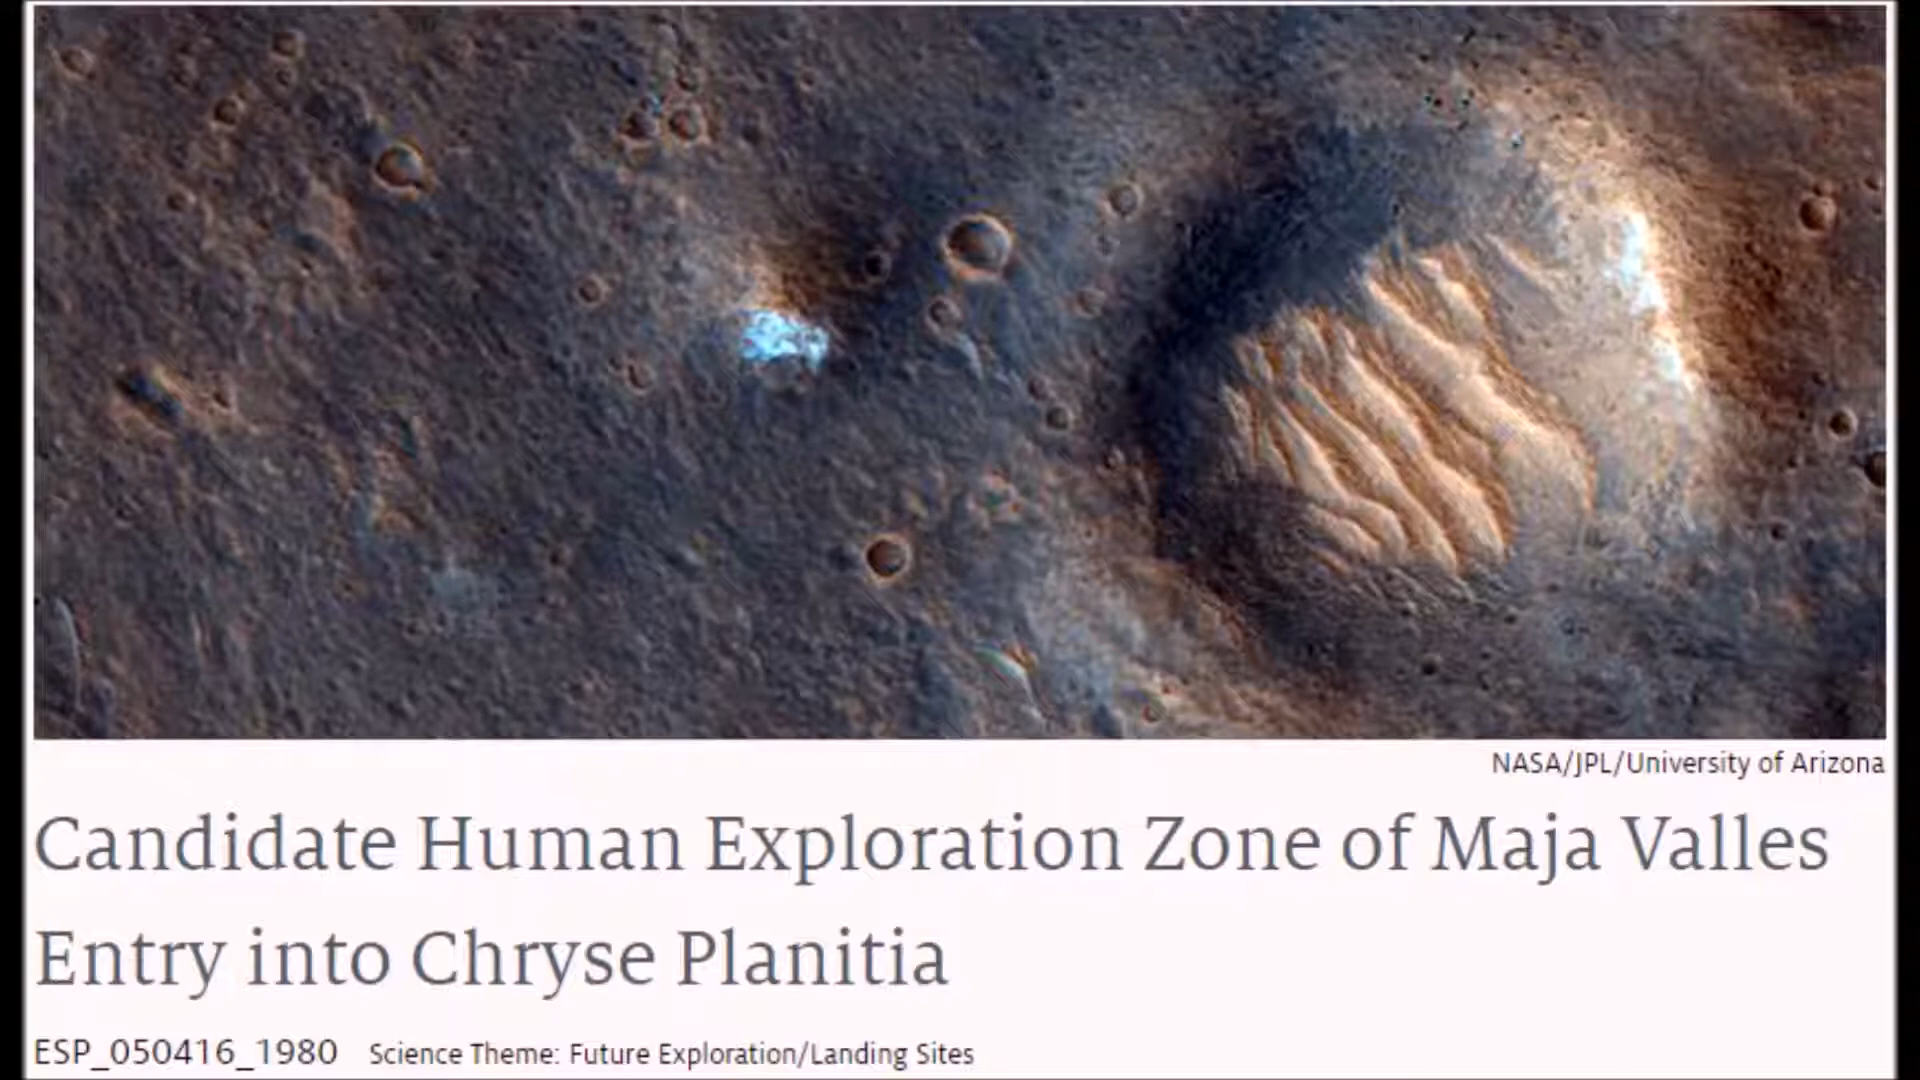 NASA/JPL/University of Arizona
Candidate Human Exploration Zone of Maja Valles
Entry into Chryse Planitia
ESP_050416_1980 Science Theme: Future Exploration/Landing Sites